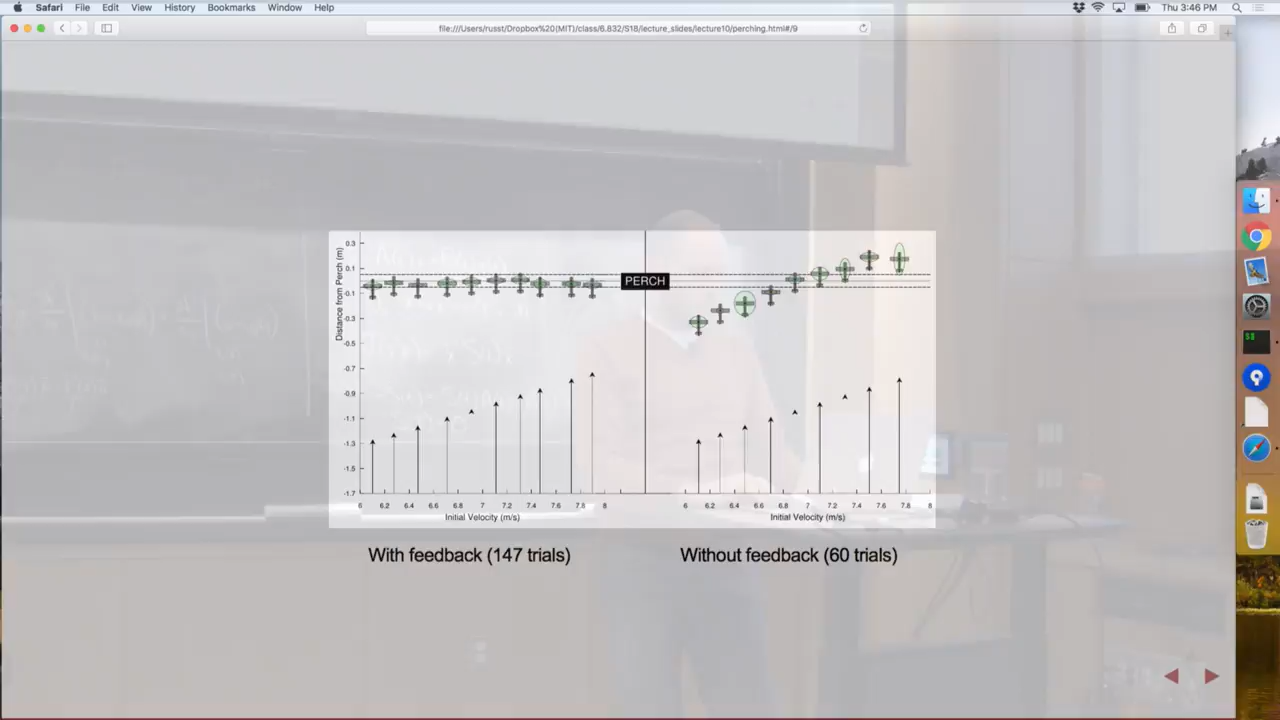 Safari File Edit View History Bookmarks Window Help Thu 3:46 PM
file:///Users/russt/Dropbox%20(MIT)/class/6.832/S18/lecture_slides/lecture10/perching.html#/9
Distance from Perch (m)
0.3
0.1
-0.1
-0.3
-0.5
-0.7
-0.9
-1.1
-1.3
-1.5
-1.7
PERCH
6 6.2 6.4 6.6 6.8 7 7.2 7.4 7.6 7.8 8
Initial Velocity (m/s)
6 6.2 6.4 6.6 6.8 7 7.2 7.4 7.6 7.8 8
Initial Velocity (m/s)
With feedback (147 trials)
Without feedback (60 trials)